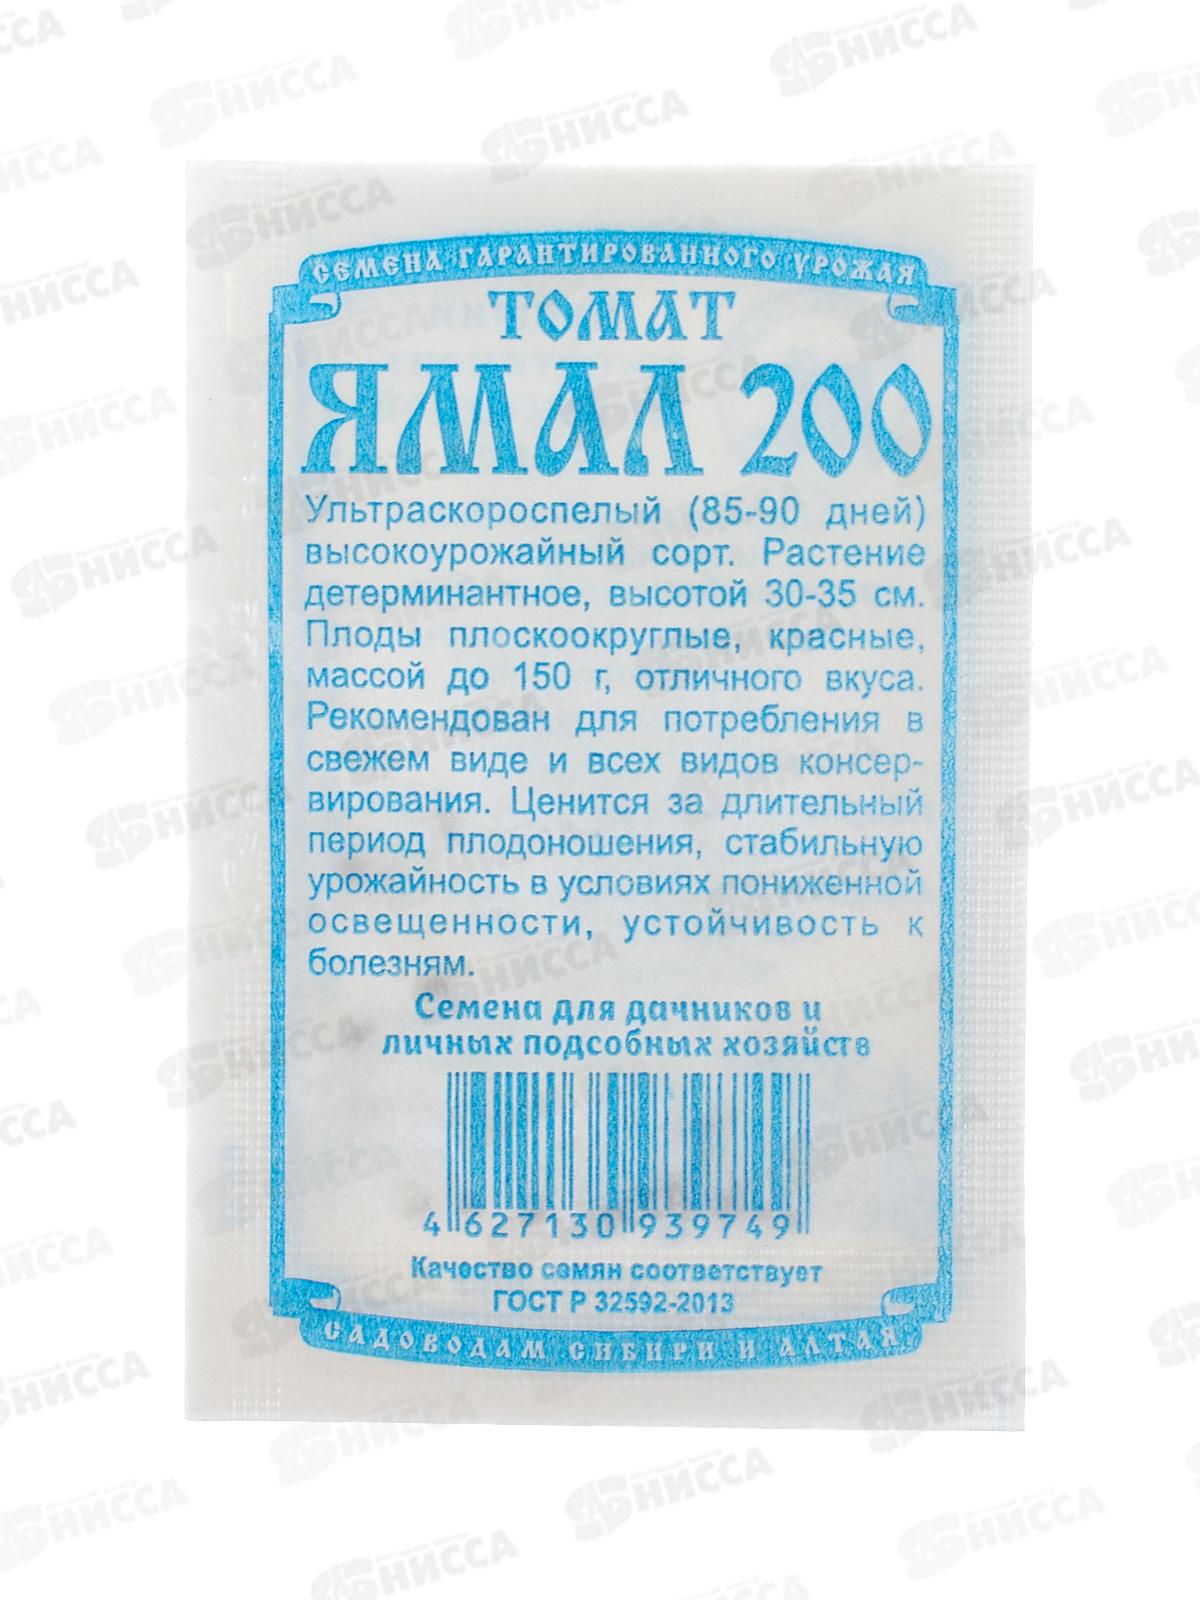 СЕМЕНА ГАРАНТИРОВАННОГО УРОЖАЯ
ТОМАТ
ЯМАЛ 200
Ультраскороспелый (85-90 дней)
высокоурожайный сорт. Растение
детерминантное, высотой 30-35 см.
Плоды плоскоокруглые, красные,
массой до 150 г, отличного вкуса.
Рекомендован для потребления в
свежем виде и всех видов консер-
вирования. Ценится за длительный
период плодоношения, стабильную
урожайность в условиях пониженной
освещенности, устойчивость к
болезням.
Семена для дачников и
личных подсобных хозяйств
4 627130 939749
Качество семян соответствует
ГОСТ Р 32592-2013
САДОВОДАМ СИБИРИ И АЛТАЯ